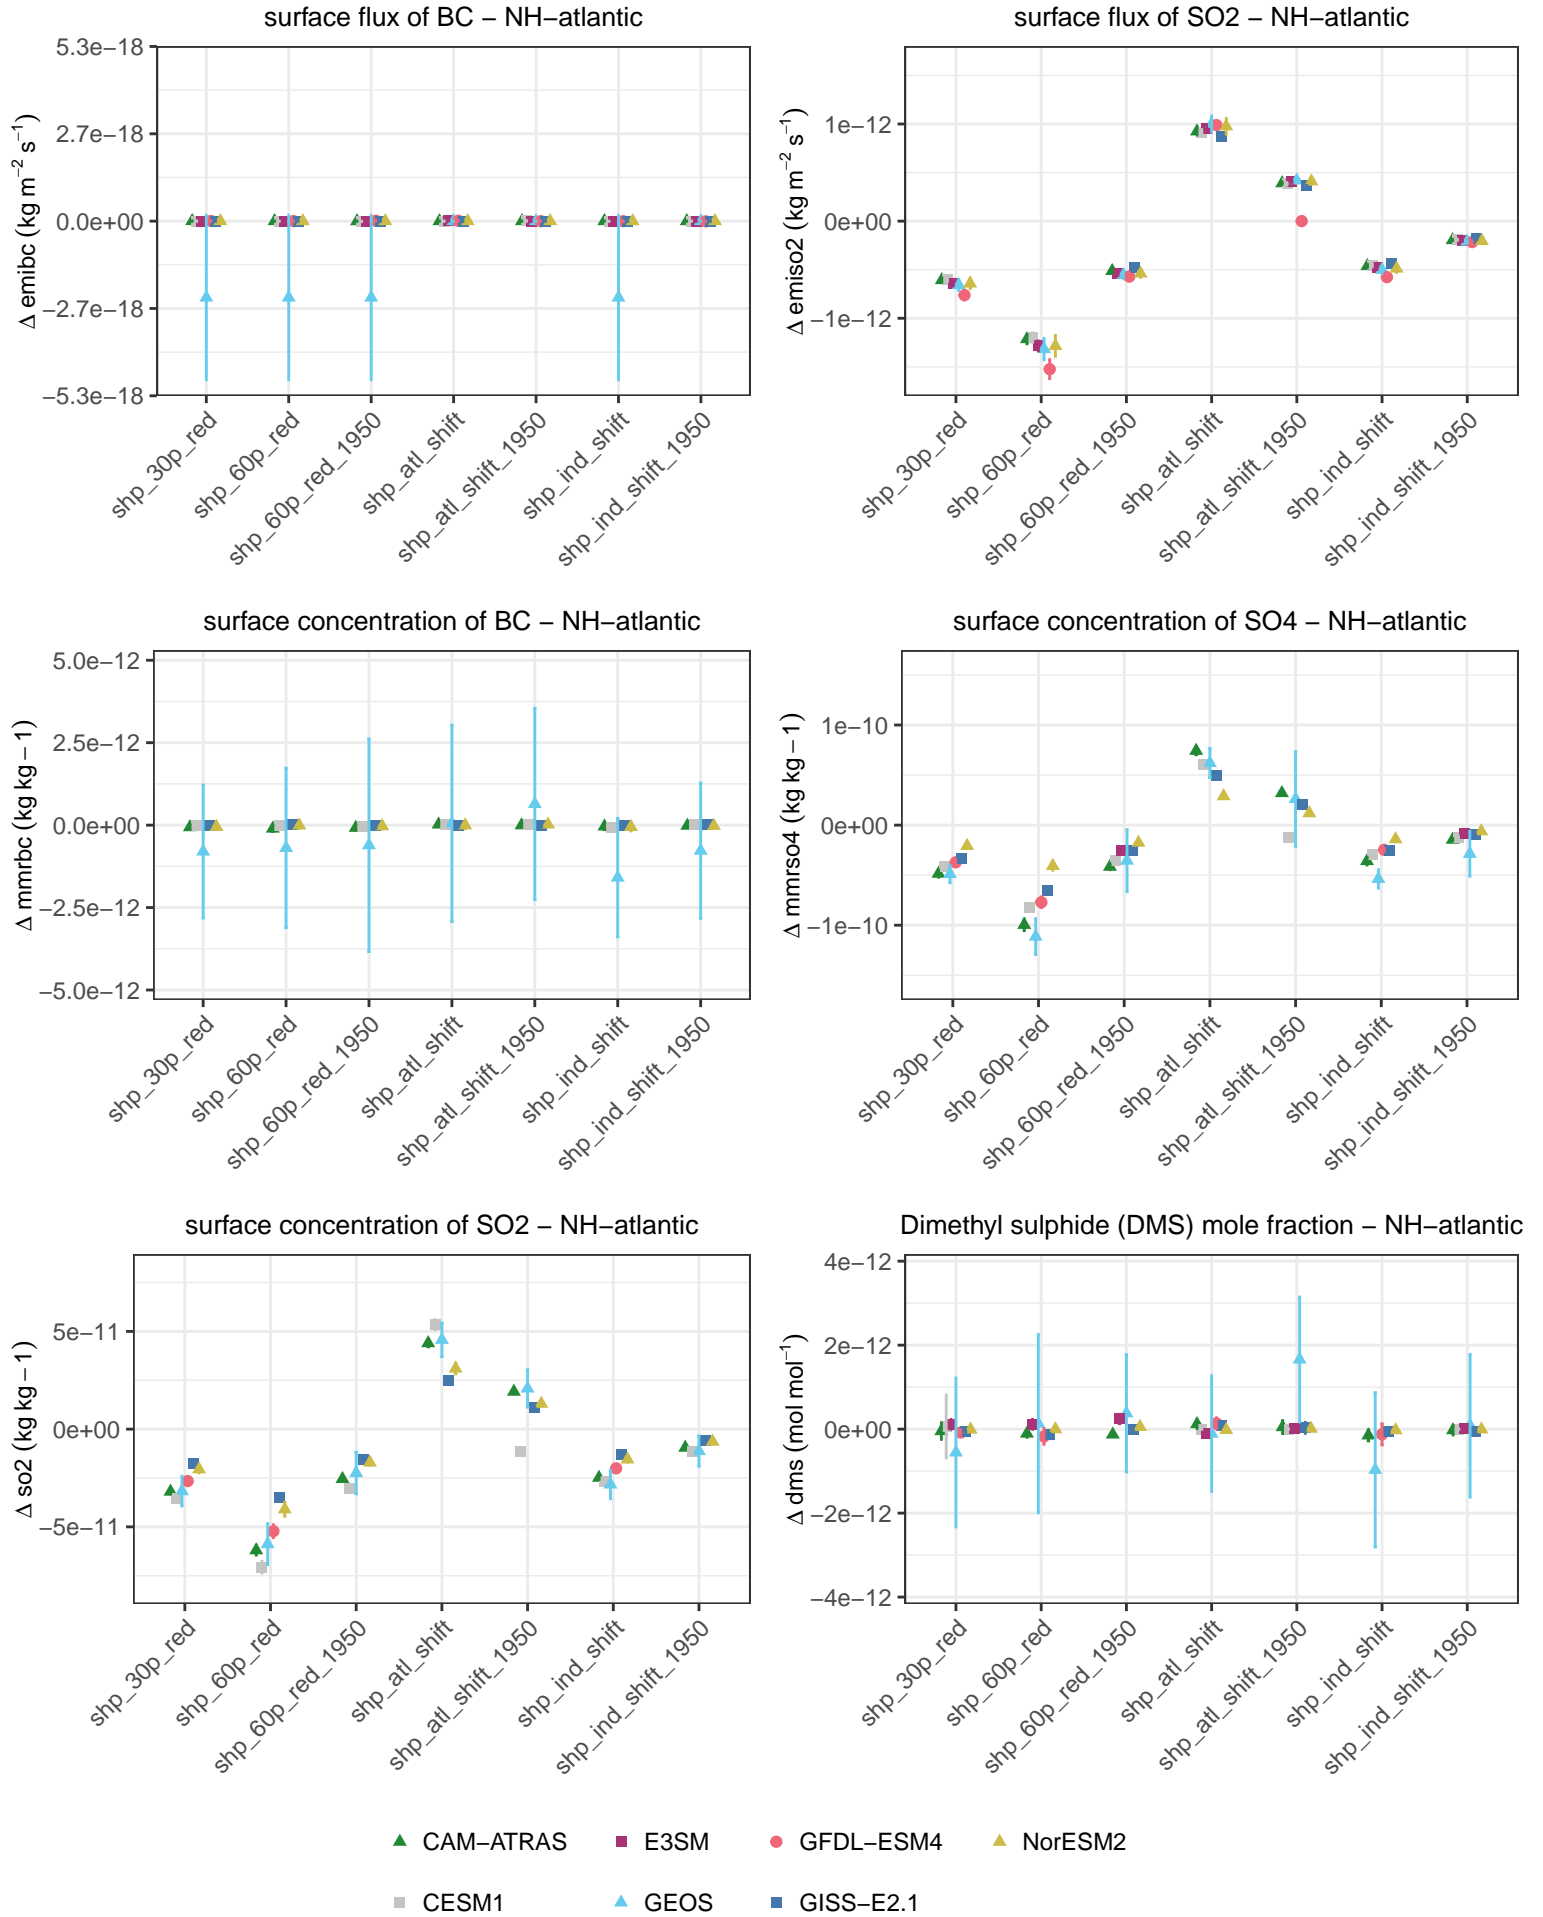 surface flux of BC − NH−atlantic
Δ emibc (kg m⁻² s⁻¹)
5.3e−18
2.7e−18
0.0e+00
−2.7e−18
−5.3e−18
shp_30p_red
shp_60p_red
shp_60p_red_1950
shp_atl_shift
shp_atl_shift_1950
shp_ind_shift
shp_ind_shift_1950
surface flux of SO2 − NH−atlantic
Δ emiso2 (kg m⁻² s⁻¹)
1e−12
0e+00
−1e−12
shp_30p_red
shp_60p_red
shp_60p_red_1950
shp_atl_shift
shp_atl_shift_1950
shp_ind_shift
shp_ind_shift_1950
surface concentration of BC − NH−atlantic
Δ mmrbc (kg kg − 1)
5.0e−12
2.5e−12
0.0e+00
−2.5e−12
−5.0e−12
shp_30p_red
shp_60p_red
shp_60p_red_1950
shp_atl_shift
shp_atl_shift_1950
shp_ind_shift
shp_ind_shift_1950
surface concentration of SO4 − NH−atlantic
Δ mmrso4 (kg kg − 1)
1e−10
0e+00
−1e−10
shp_30p_red
shp_60p_red
shp_60p_red_1950
shp_atl_shift
shp_atl_shift_1950
shp_ind_shift
shp_ind_shift_1950
surface concentration of SO2 − NH−atlantic
Δ so2 (kg kg − 1)
5e−11
0e+00
−5e−11
shp_30p_red
shp_60p_red
shp_60p_red_1950
shp_atl_shift
shp_atl_shift_1950
shp_ind_shift
shp_ind_shift_1950
Dimethyl sulphide (DMS) mole fraction − NH−atlantic
Δ dms (mol mol⁻¹)
4e−12
2e−12
0e+00
−2e−12
−4e−12
shp_30p_red
shp_60p_red
shp_60p_red_1950
shp_atl_shift
shp_atl_shift_1950
shp_ind_shift
shp_ind_shift_1950
CAM−ATRAS E3SM GFDL−ESM4 NorESM2
CESM1 GEOS GISS−E2.1